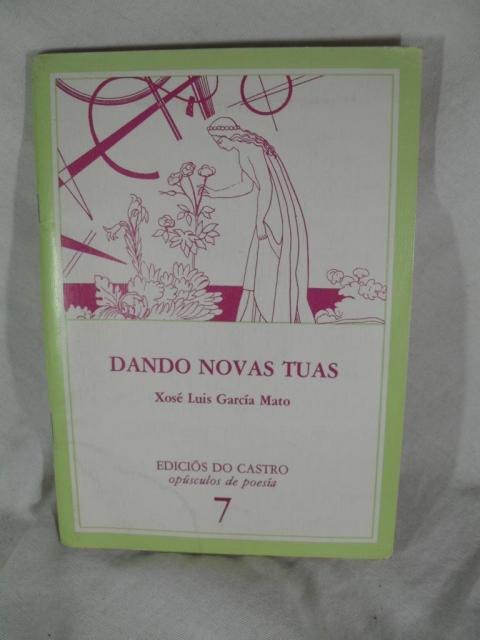 DANDO NOVAS TUAS
Xosé Luis García Mato
EDICIÓS DO CASTRO
opúsculos de poesía
7